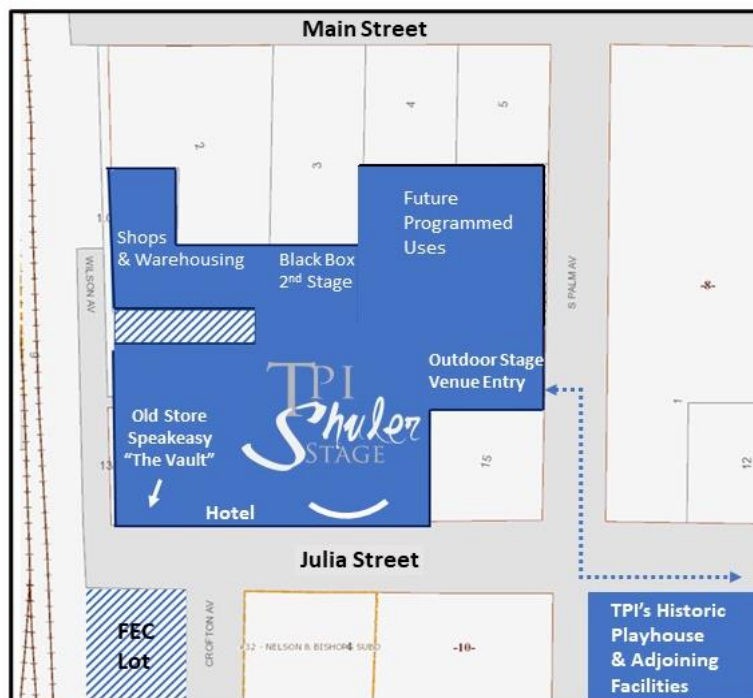 Main Street
4
5
2
3
Future
Programmed
Uses
Shops
& Warehousing
Black Box
2nd Stage
WILSON AV
S PALM AV
-8-
6
Outdoor Stage
Venue Entry
TPI
Shuler
STAGE
Old Store
Speakeasy
"The Vault"
1
13
15
12
Hotel
Julia Street
FEC
Lot
CROFTON AV
NELSON & BISHOP
SUBD
4
-10-
TPI's Historic
Playhouse
& Adjoining
Facilities